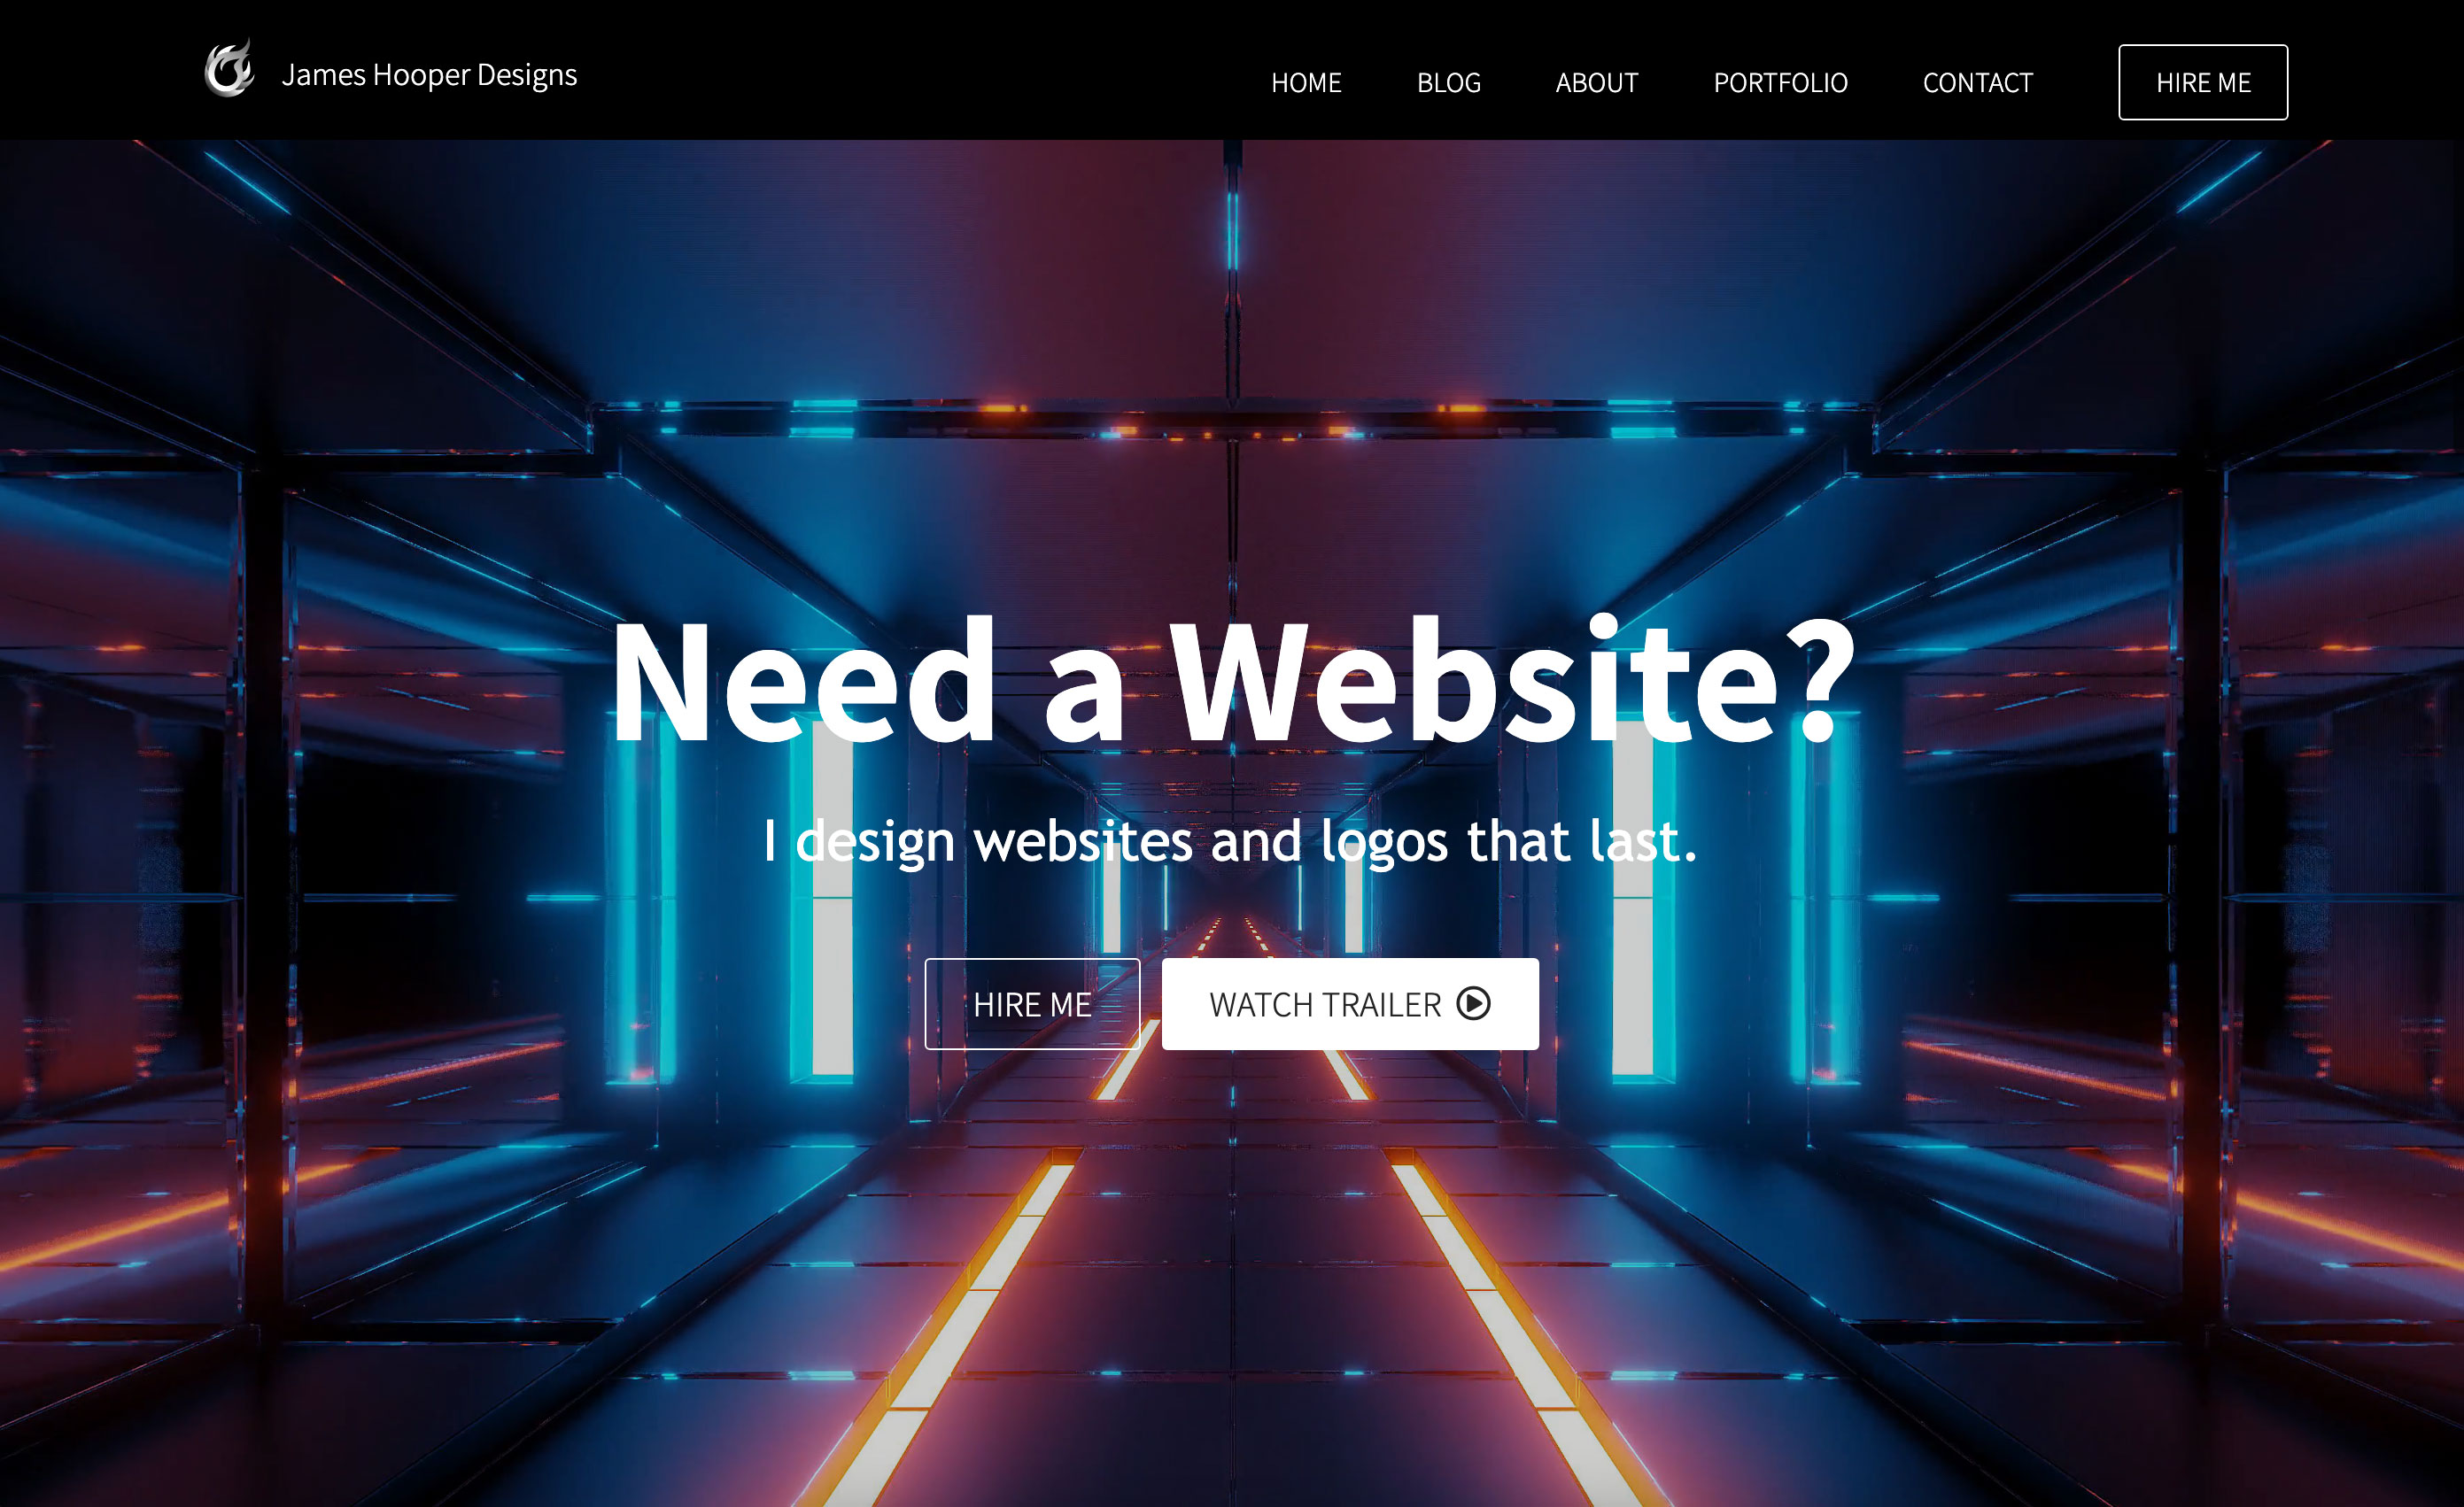 James Hooper Designs
HOME BLOG ABOUT PORTFOLIO CONTACT HIRE ME
Need a Website?
I design websites and logos that last.
HIRE ME WATCH TRAILER